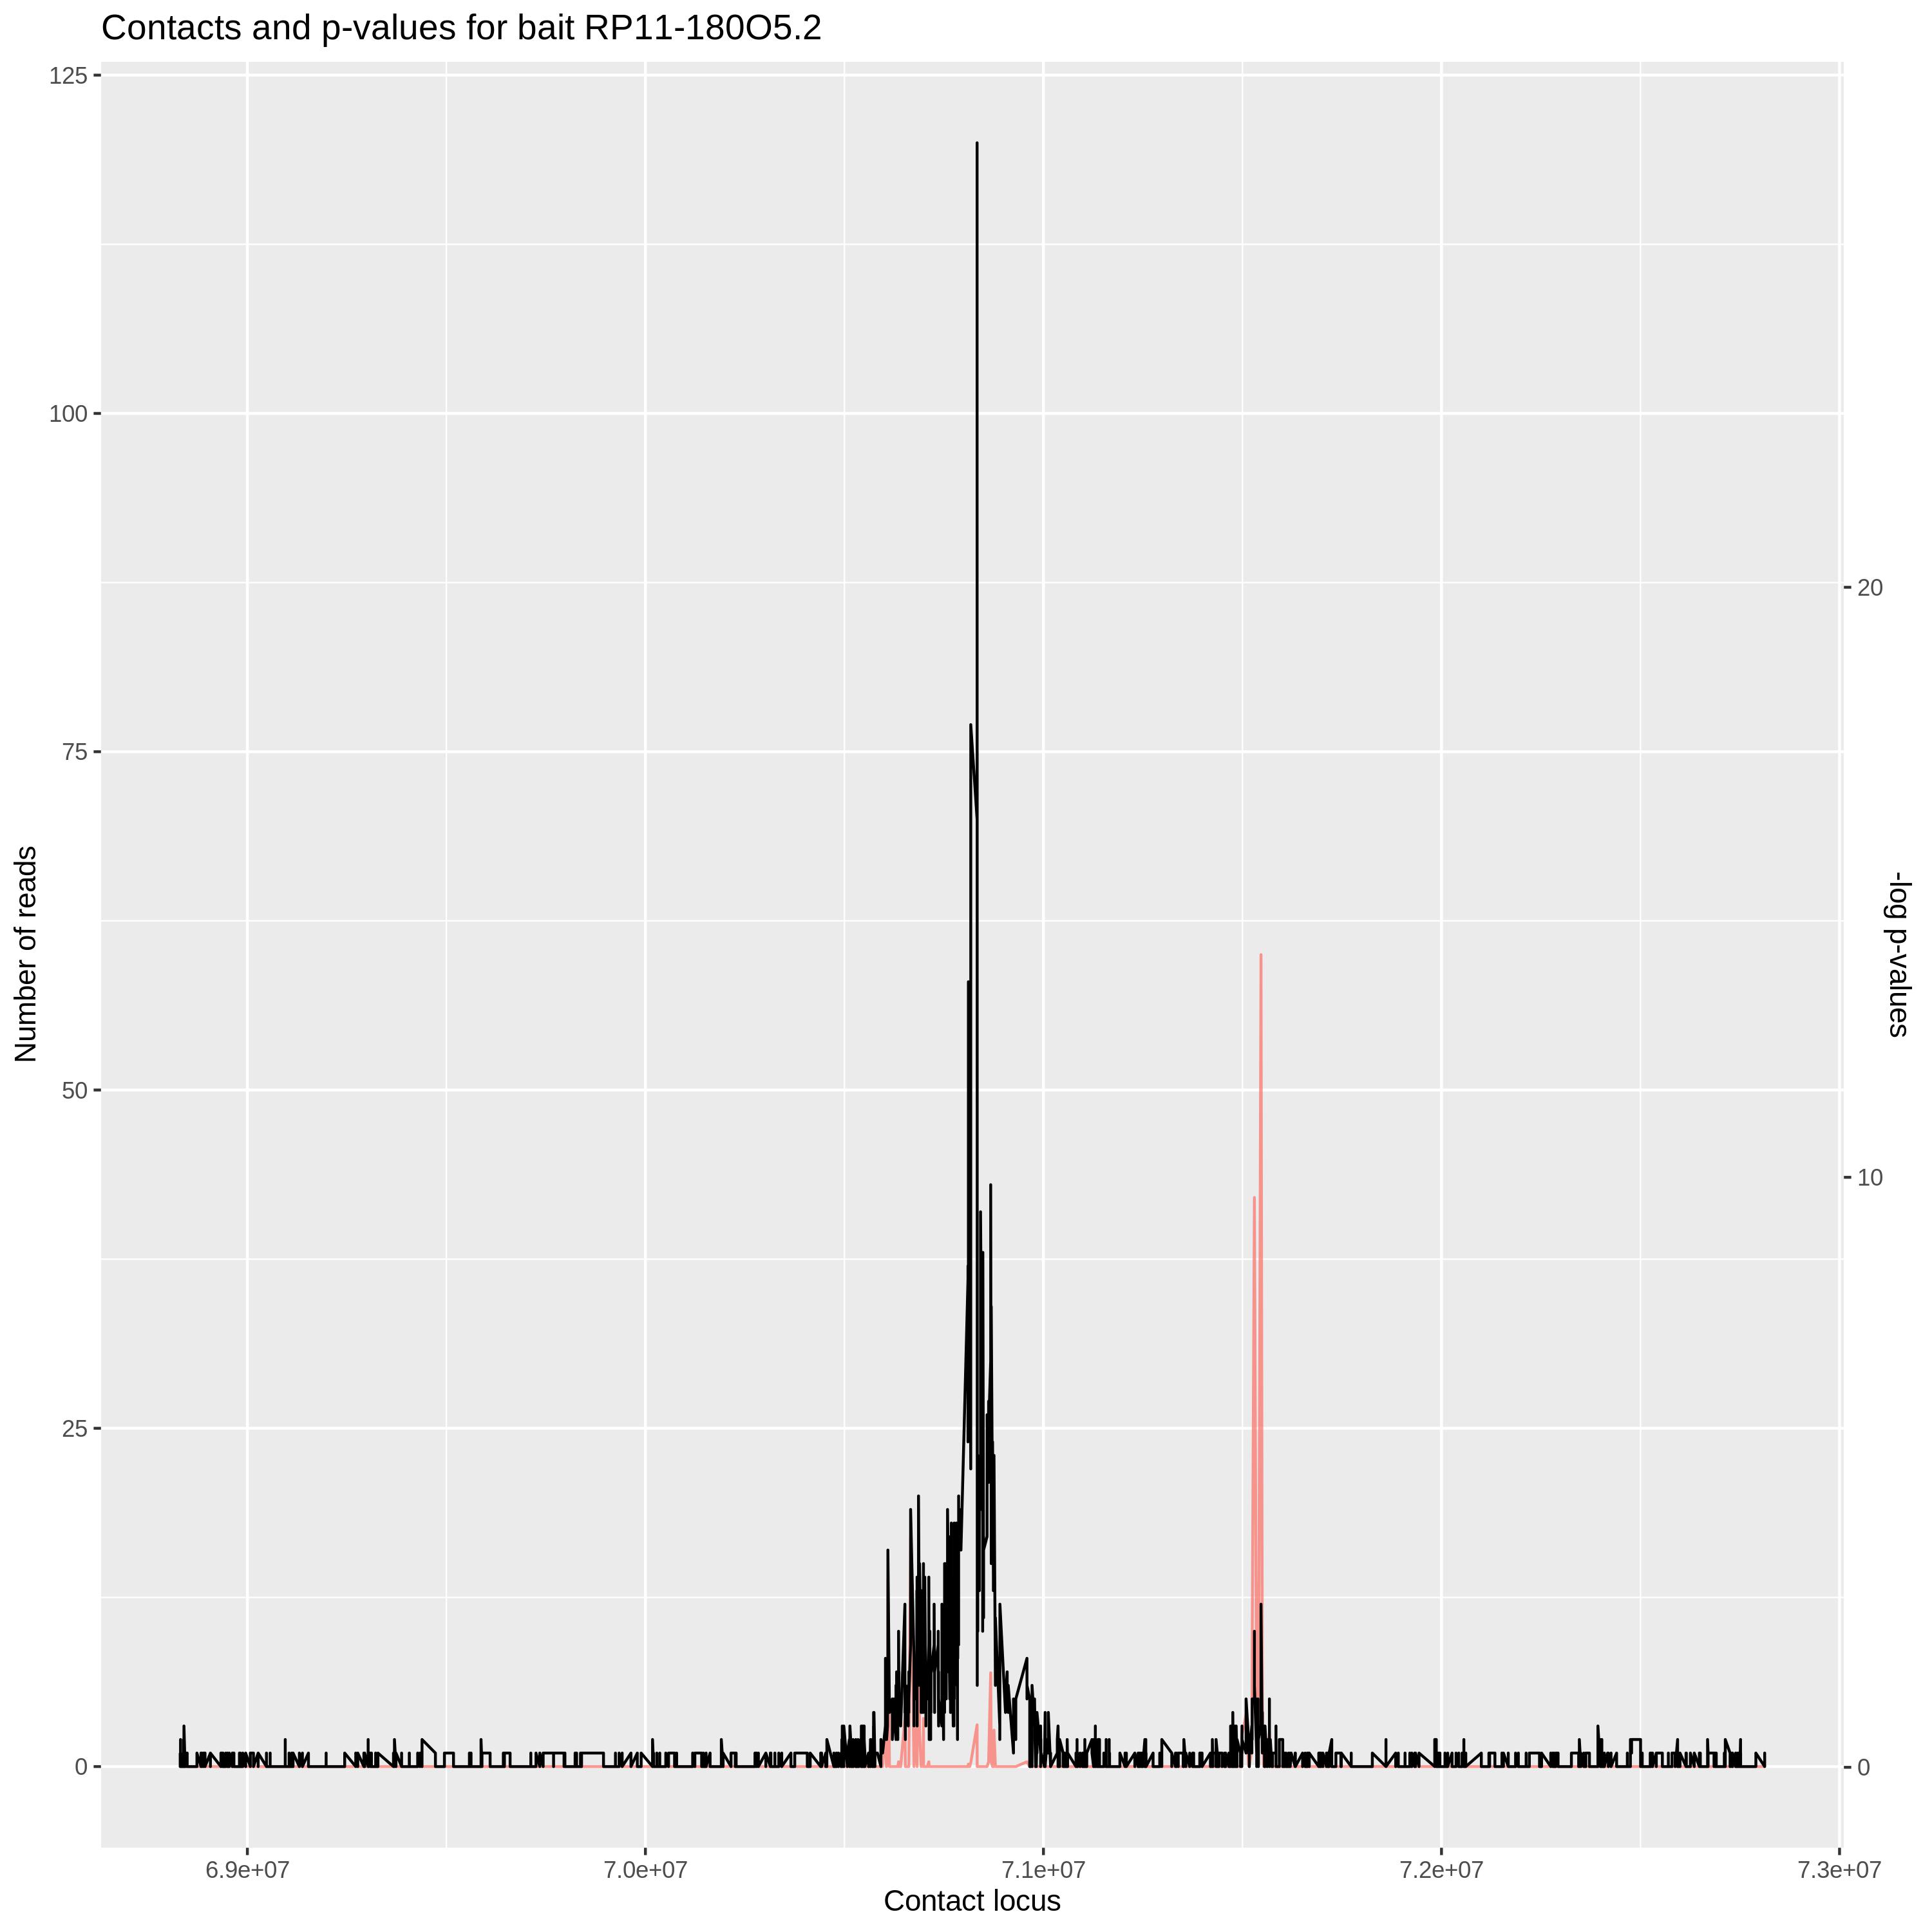 Contacts and p-values for bait RP11-180O5.2
125
100
75
50
25
0
Number of reads
20
10
0
-log p-values
6.9e+07
7.0e+07
7.1e+07
7.2e+07
7.3e+07
Contact locus